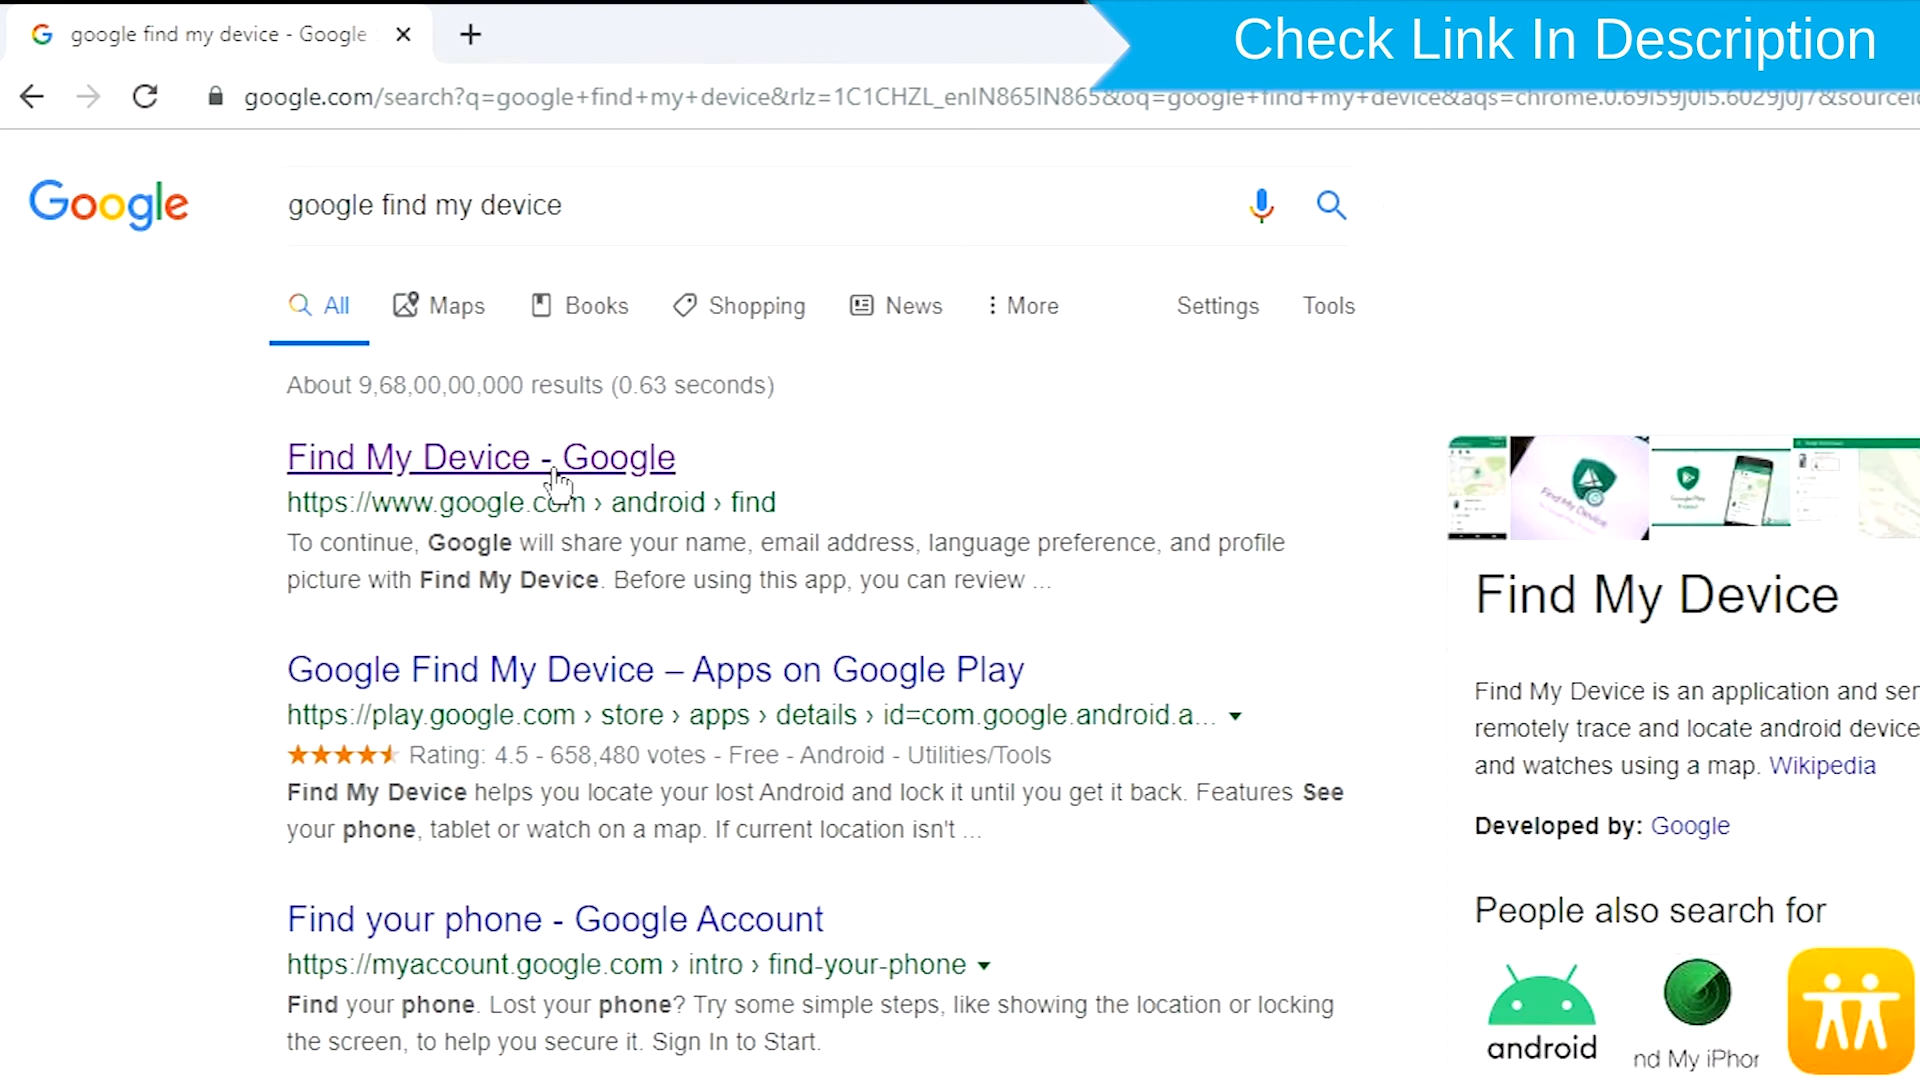 google find my device - Google
Check Link In Description
google.com/search?q=google+find+my+device&rlz=1C1CHZL_enIN865IN865&oq=google+find+my+device&aqs=chrome.0.69i59j0l5.6029j0j7&sourceid
Google
google find my device
All Maps Books Shopping News More Settings Tools
About 9,68,00,00,000 results (0.63 seconds)
Find My Device - Google
https://www.google.com › android › find
To continue, Google will share your name, email address, language preference, and profile
picture with Find My Device. Before using this app, you can review ...
Google Find My Device – Apps on Google Play
https://play.google.com › store › apps › details › id=com.google.android.a...
Rating: 4.5 - 658,480 votes - Free - Android - Utilities/Tools
Find My Device helps you locate your lost Android and lock it until you get it back. Features See
your phone, tablet or watch on a map. If current location isn't ...
Find your phone - Google Account
https://myaccount.google.com › intro › find-your-phone
Find your phone. Lost your phone? Try some simple steps, like showing the location or locking
the screen, to help you secure it. Sign In to Start.
Find My Device
Find My Device is an application and ser
remotely trace and locate android device
and watches using a map. Wikipedia
Developed by: Google
People also search for
android
nd My iPhor